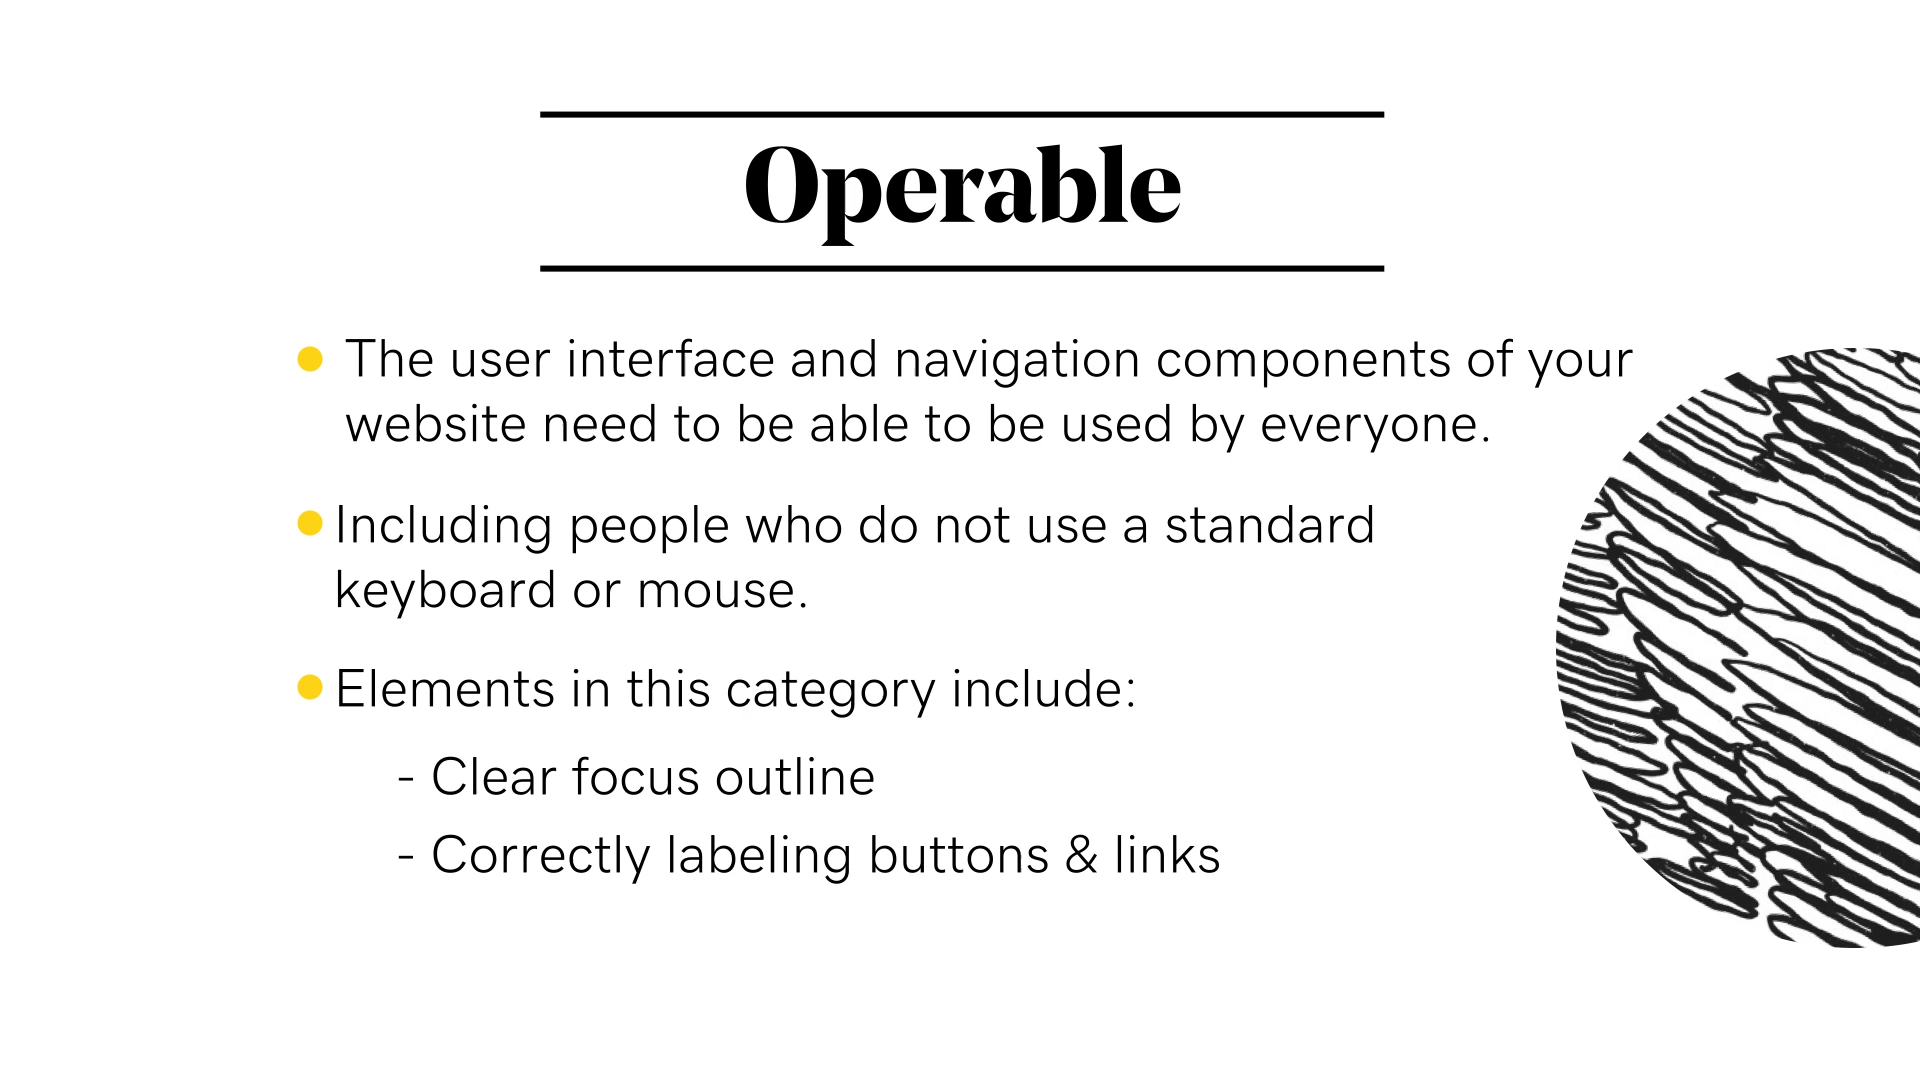 Operable
The user interface and navigation components of your
website need to be able to be used by everyone.
Including people who do not use a standard
keyboard or mouse.
Elements in this category include:
- Clear focus outline
- Correctly labeling buttons & links